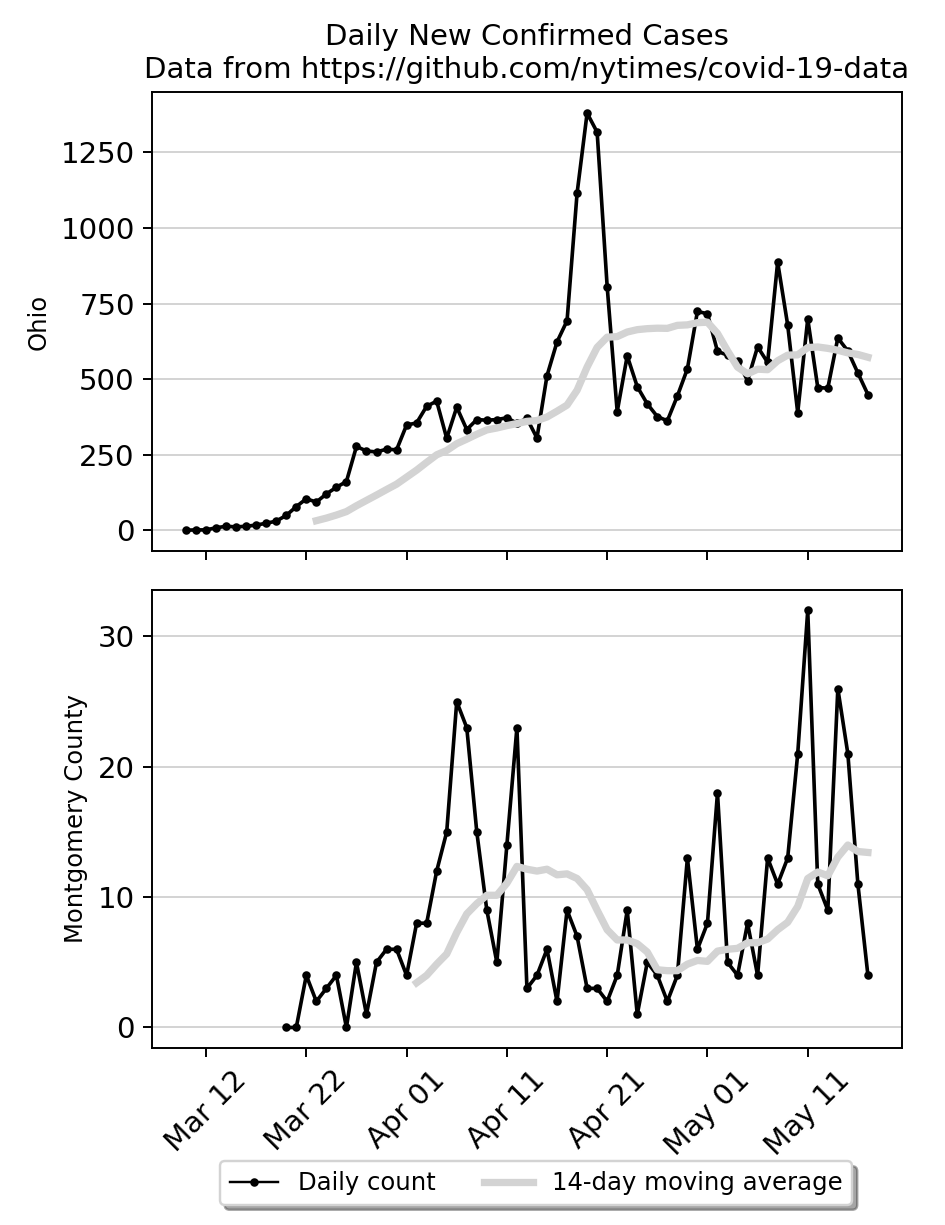 Daily New Confirmed Cases
Data from https://github.com/nytimes/covid-19-data
Ohio
1250
1000
750
500
250
0
Montgomery County
30
20
10
0
Mar 12
Mar 22
Apr 01
Apr 11
Apr 21
May 01
May 11
Daily count
14-day moving average